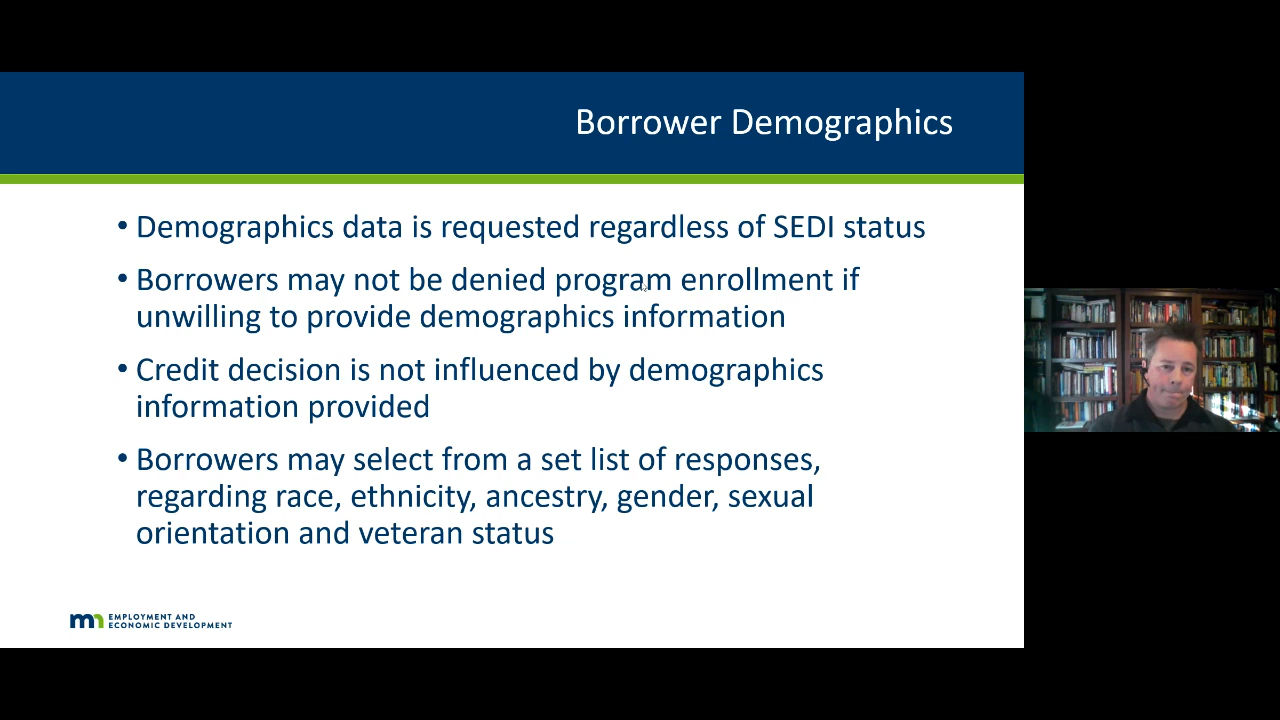 Borrower Demographics
• Demographics data is requested regardless of SEDI status
• Borrowers may not be denied program enrollment if
unwilling to provide demographics information
• Credit decision is not influenced by demographics
information provided
• Borrowers may select from a set list of responses,
regarding race, ethnicity, ancestry, gender, sexual
orientation and veteran status
mn EMPLOYMENT AND
ECONOMIC DEVELOPMENT